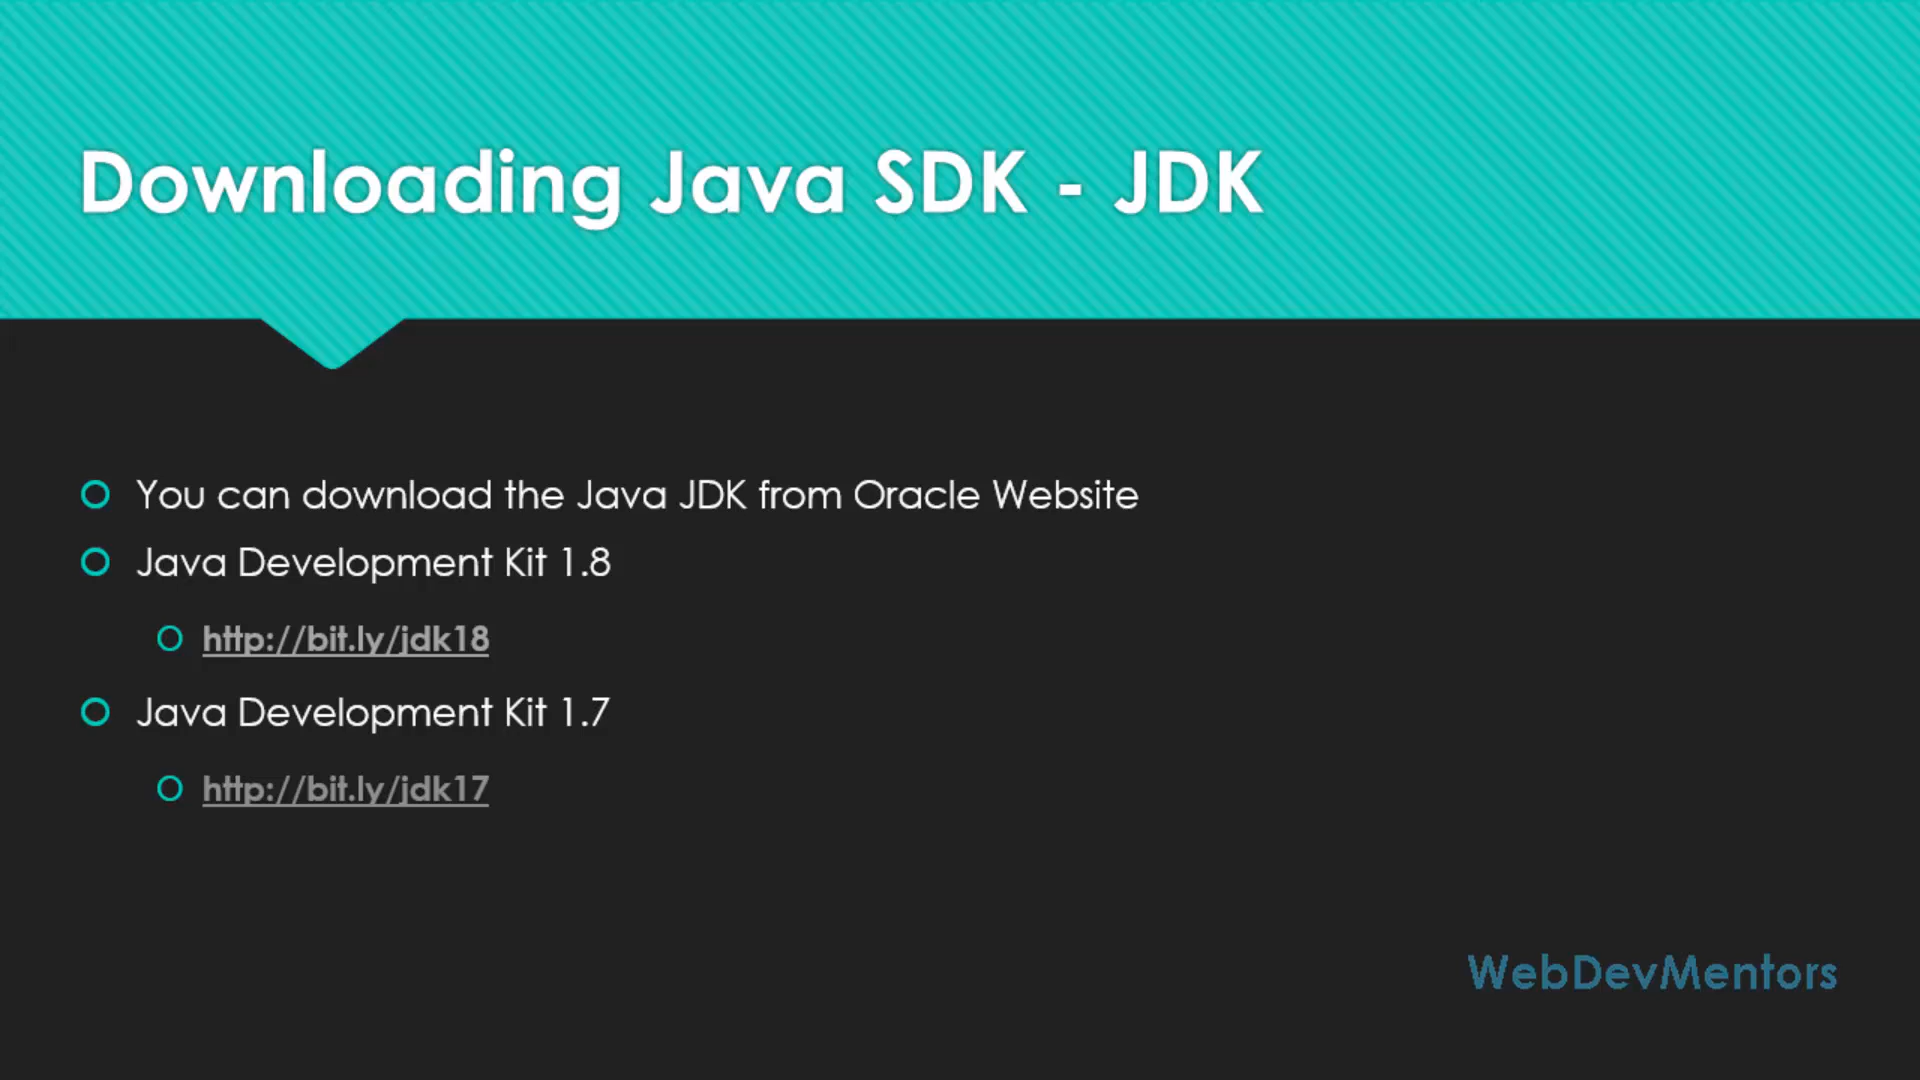 Downloading Java SDK - JDK
You can download the Java JDK from Oracle Website
Java Development Kit 1.8
http://bit.ly/jdk18
Java Development Kit 1.7
http://bit.ly/jdk17
WebDevMentors